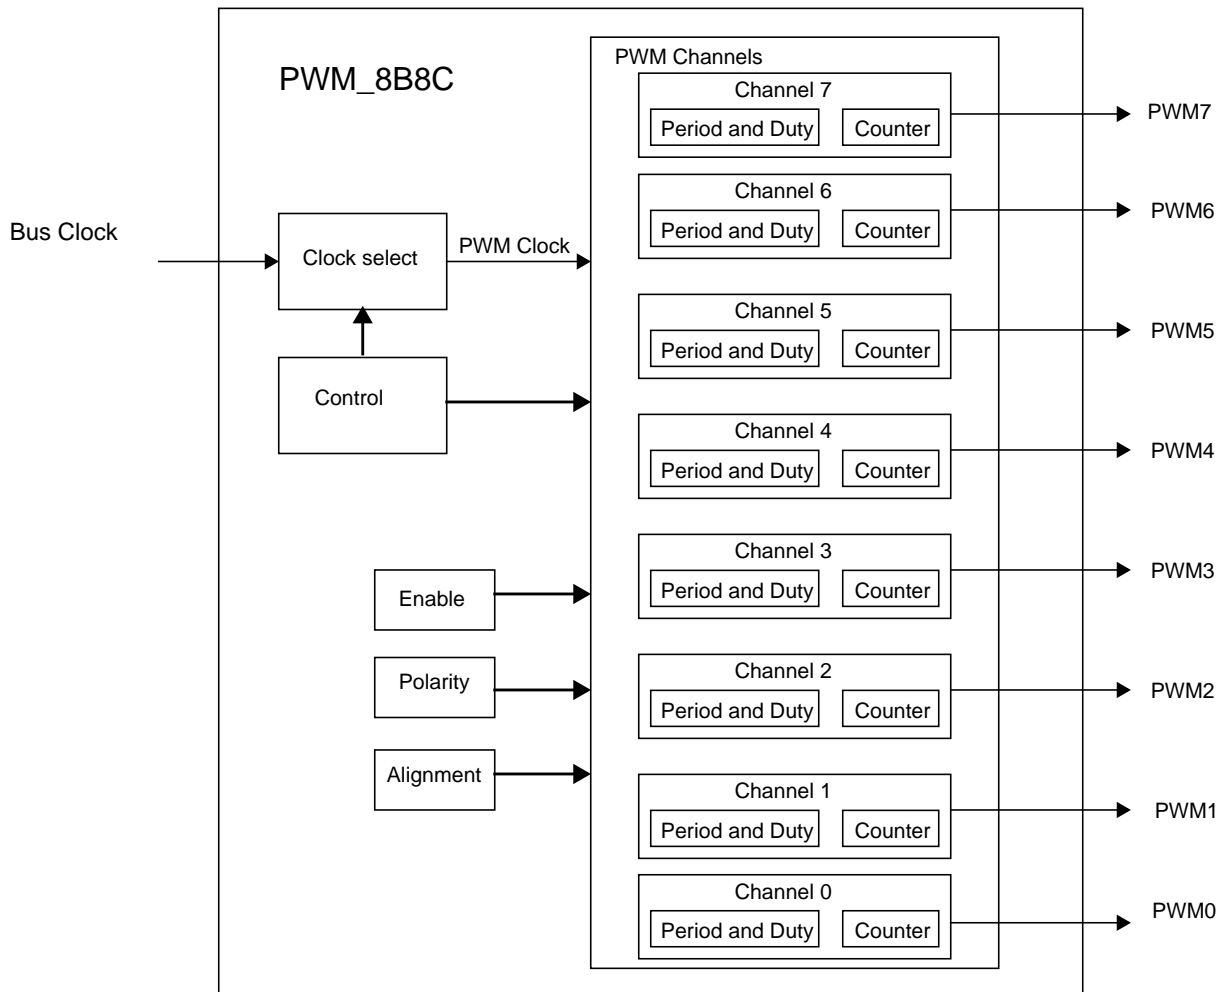 PWM_8B8C
PWM Channels
Channel 7
Period and Duty
Counter
PWM7
Channel 6
Period and Duty
Counter
PWM6
Bus Clock
Clock select
PWM Clock
Channel 5
Period and Duty
Counter
PWM5
Control
Channel 4
Period and Duty
Counter
PWM4
Channel 3
Period and Duty
Counter
PWM3
Enable
Polarity
Channel 2
Period and Duty
Counter
PWM2
Alignment
Channel 1
Period and Duty
Counter
PWM1
Channel 0
Period and Duty
Counter
PWM0